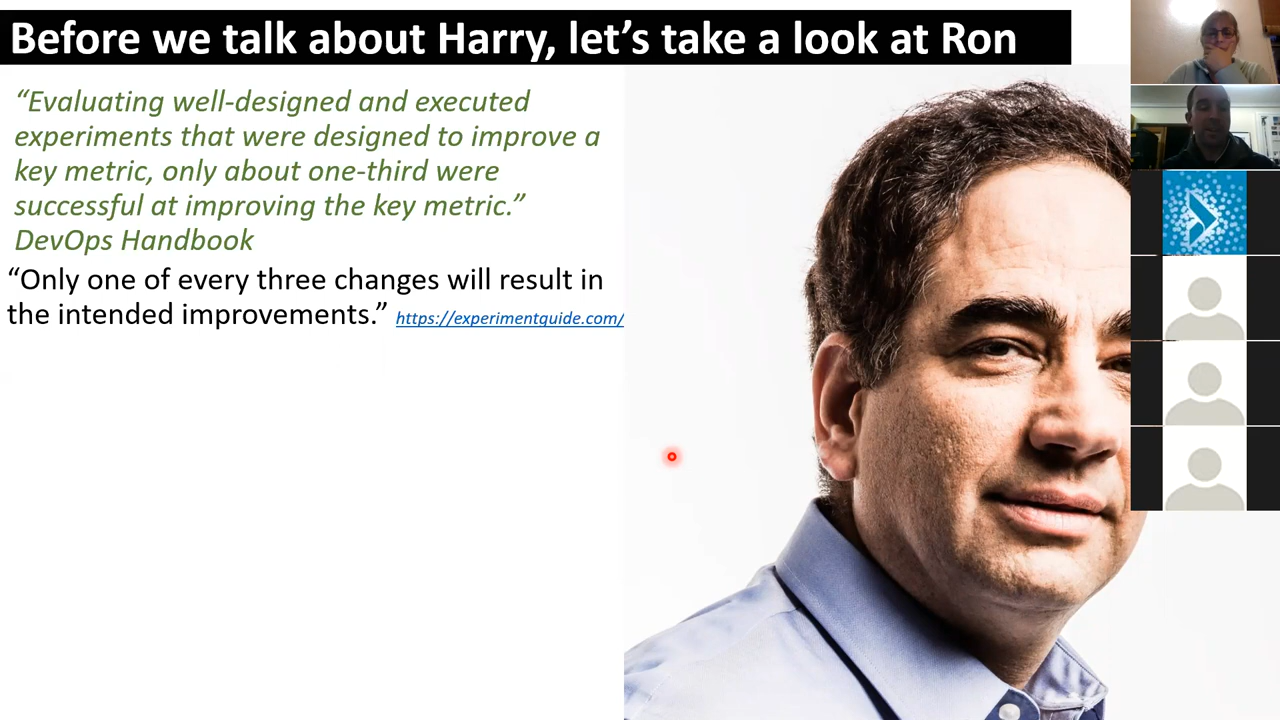 Before we talk about Harry, let’s take a look at Ron
“Evaluating well-designed and executed
experiments that were designed to improve a
key metric, only about one-third were
successful at improving the key metric.”
DevOps Handbook
“Only one of every three changes will result in
the intended improvements.” https://experimentguide.com/